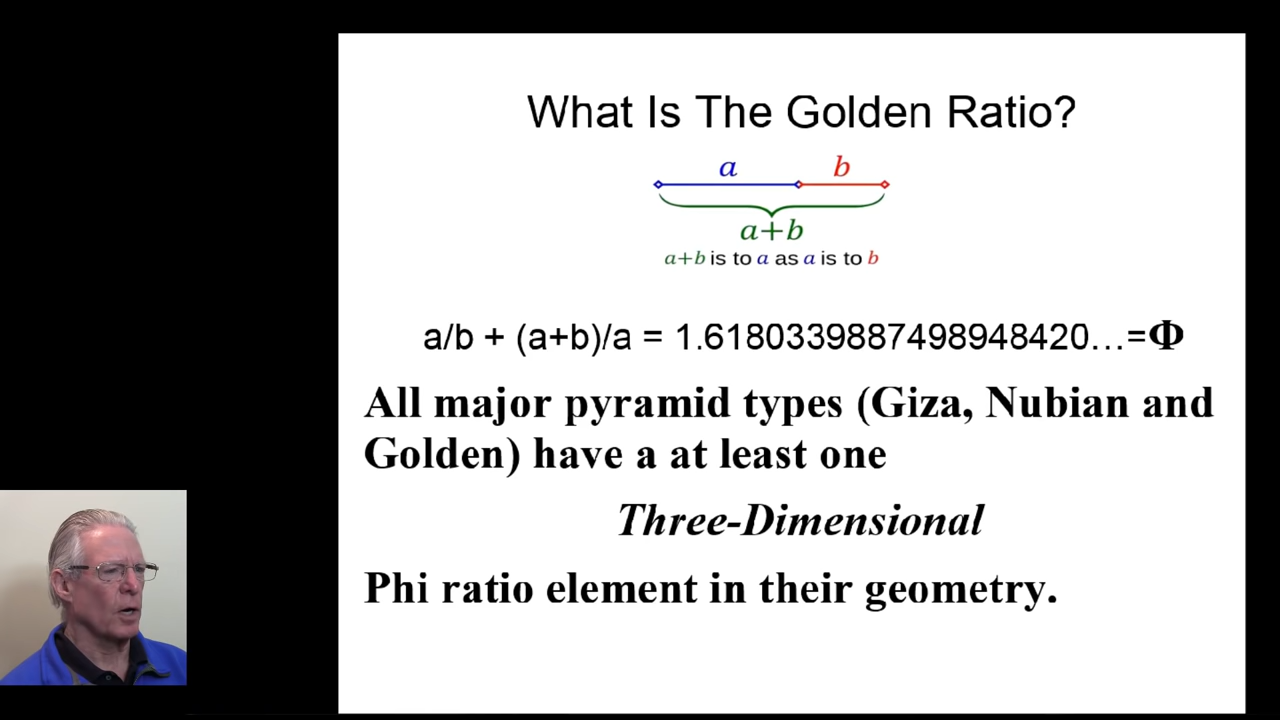 What Is The Golden Ratio?
a b
a+b
a+b is to a as a is to b
a/b + (a+b)/a = 1.6180339887498948420…=Φ
All major pyramid types (Giza, Nubian and
Golden) have a at least one
Three-Dimensional
Phi ratio element in their geometry.